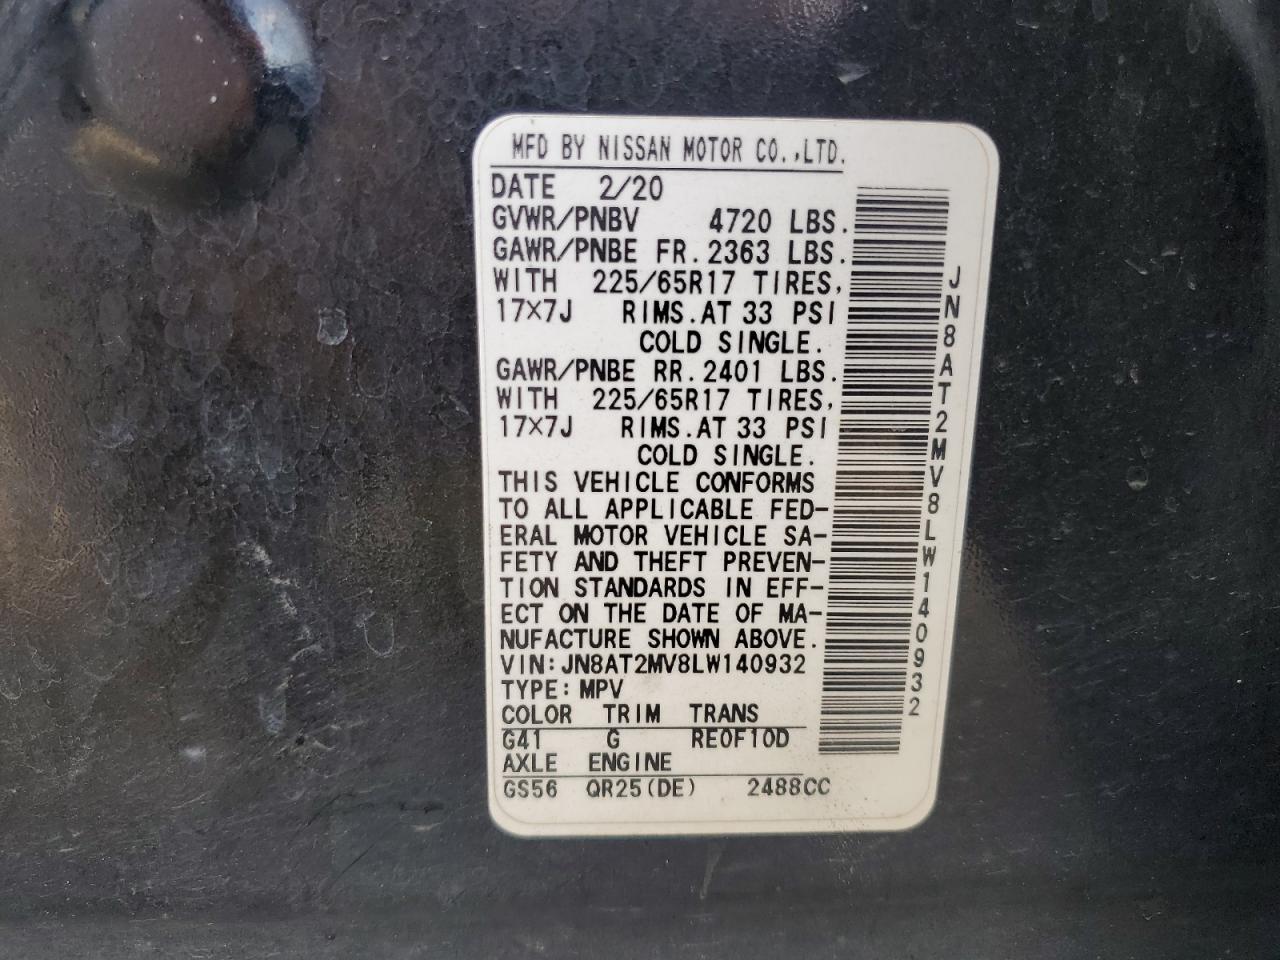 MFD BY NISSAN MOTOR CO.,LTD.
DATE 2/20
GVWR/PNBV 4720 LBS.
GAWR/PNBE FR.2363 LBS.
WITH 225/65R17 TIRES,
17×7J RIMS.AT 33 PSI
COLD SINGLE.
GAWR/PNBE RR.2401 LBS.
WITH 225/65R17 TIRES,
17×7J RIMS.AT 33 PSI
COLD SINGLE.
THIS VEHICLE CONFORMS
TO ALL APPLICABLE FED-
ERAL MOTOR VEHICLE SA-
FETY AND THEFT PREVEN-
TION STANDARDS IN EFF-
ECT ON THE DATE OF MA-
NUFACTURE SHOWN ABOVE.
VIN:JN8AT2MV8LW140932
TYPE:MPV
COLOR TRIM TRANS
G41 G RE0F10D
AXLE ENGINE
GS56 QR25(DE) 2488CC
JN8AT2MV8LW140932